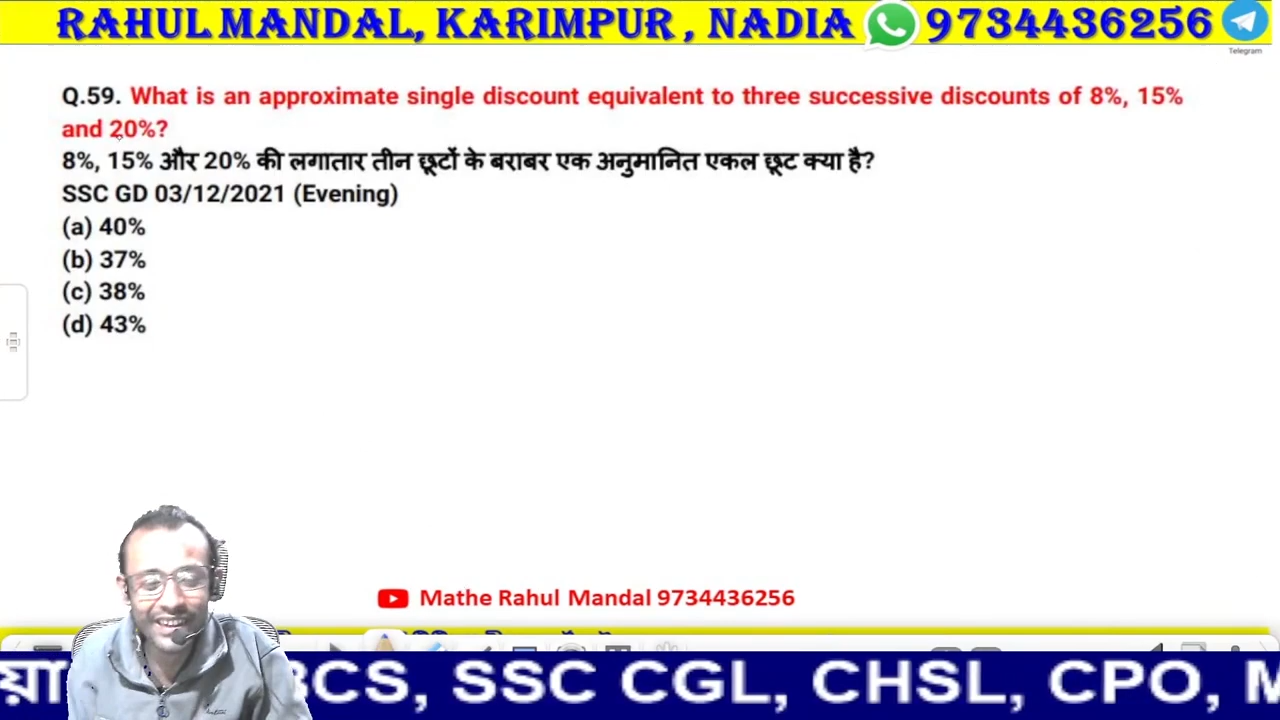 RAHUL MANDAL, KARIMPUR , NADIA 9734436256
Telegram
Q.59. What is an approximate single discount equivalent to three successive discounts of 8%, 15%
and 20%?
8%, 15% और 20% की लगातार तीन छूटों के बराबर एक अनुमानित एकल छूट क्या है?
SSC GD 03/12/2021 (Evening)
(a) 40%
(b) 37%
(c) 38%
(d) 43%
Mathe Rahul Mandal 9734436256
BCS, SSC CGL, CHSL, CPO, M